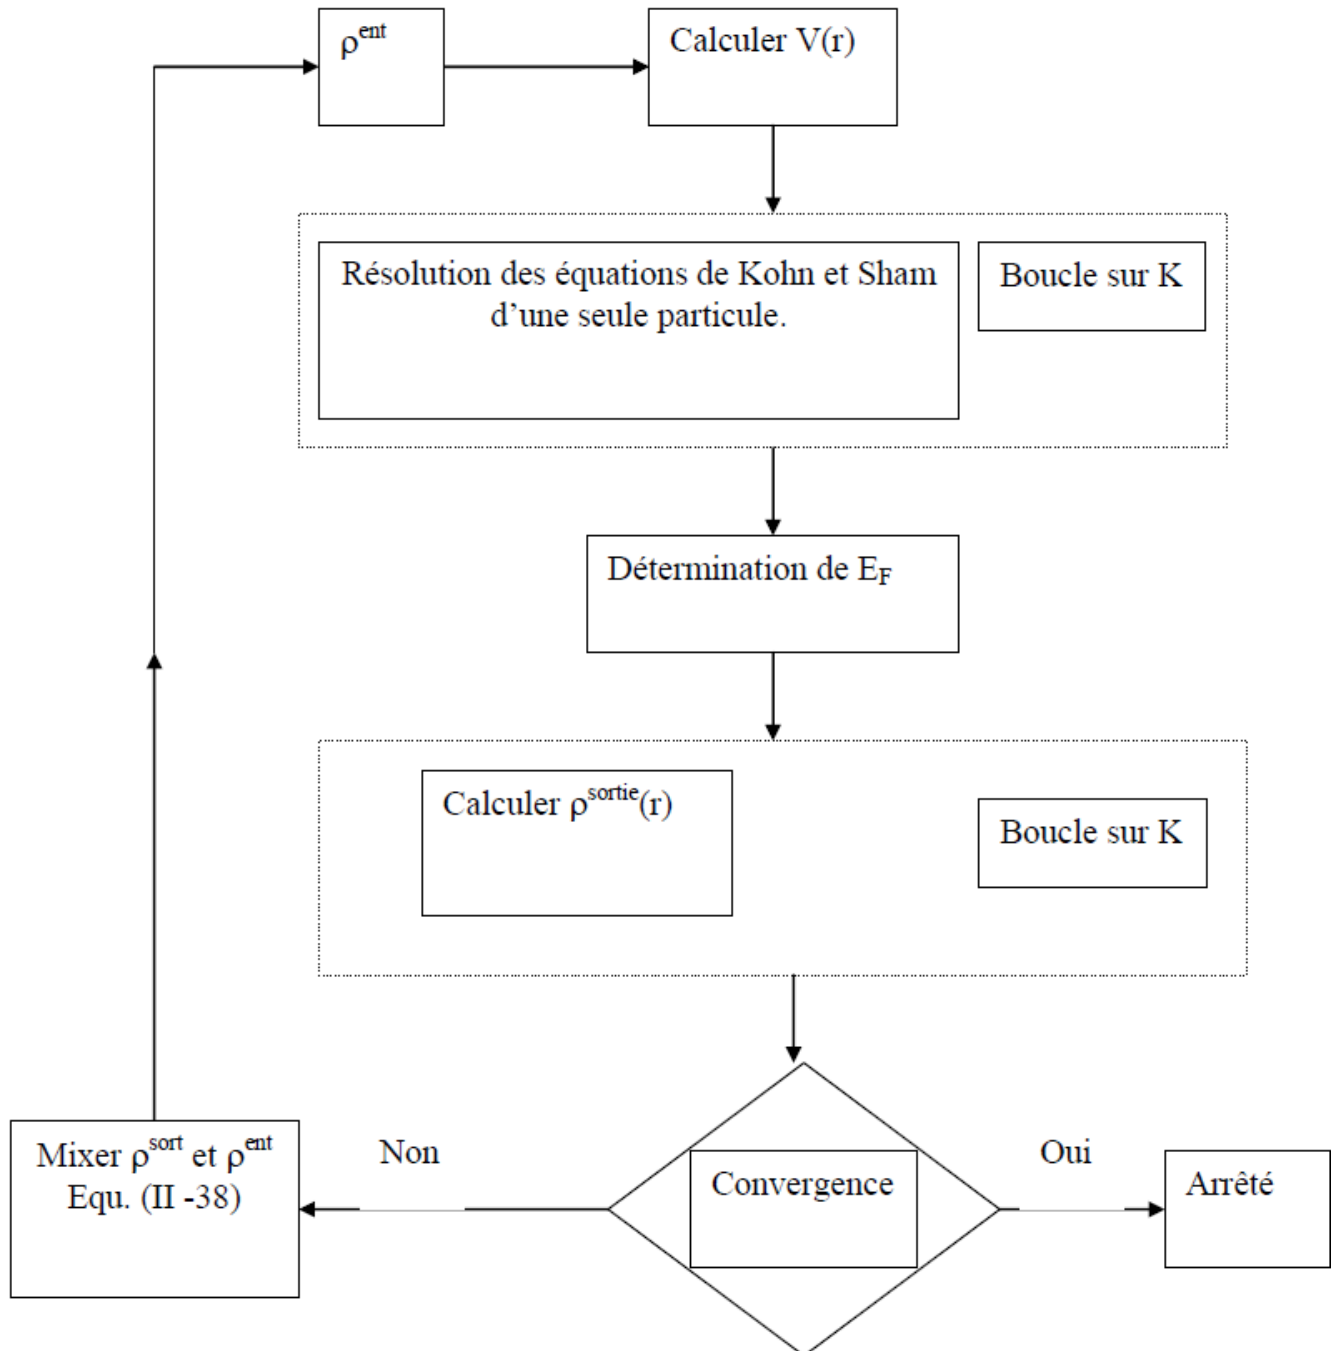 ρ^ent
Calculer V(r)
Résolution des équations de Kohn et Sham
d’une seule particule.
Boucle sur K
Détermination de E_F
Calculer ρ^sortie(r)
Boucle sur K
Mixer ρ^sort et ρ^ent
Equ. (II -38)
Non
Convergence
Oui
Arrêté